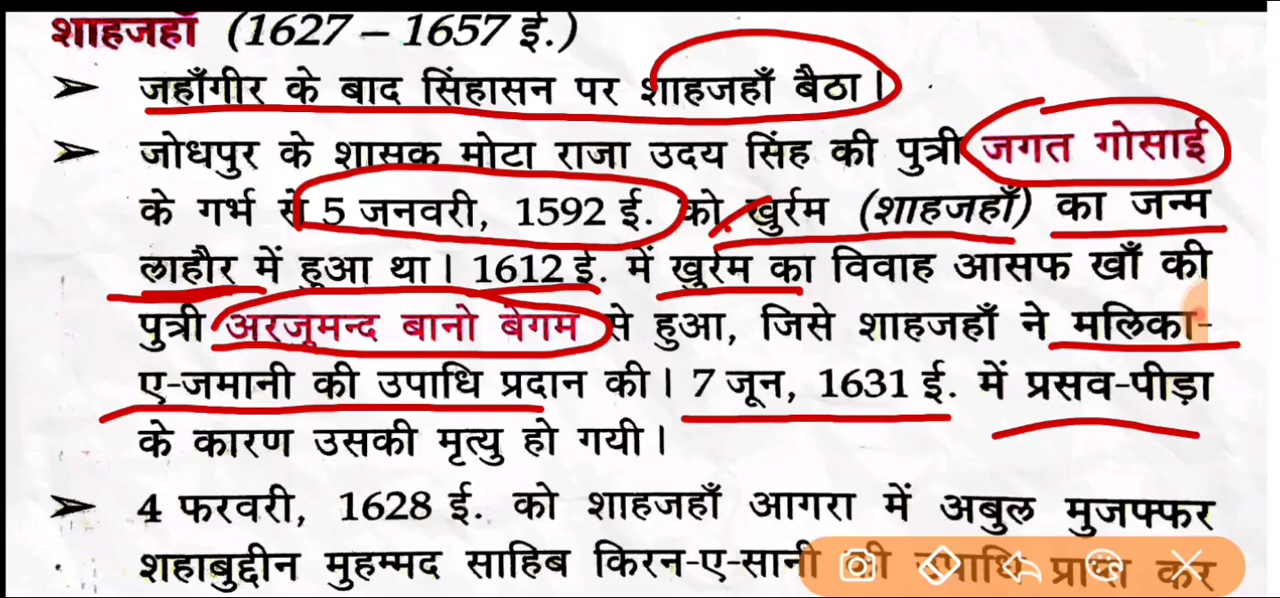 शाहजहाँ (1627 – 1657 ई.)
➢ जहाँगीर के बाद सिंहासन पर शाहजहाँ बैठा।
➢ जोधपुर के शासक मोटा राजा उदय सिंह की पुत्री जगत गोसाई
के गर्भ से 5 जनवरी, 1592 ई. को खुर्रम (शाहजहाँ) का जन्म
लाहौर में हुआ था। 1612 ई. में खुर्रम का विवाह आसफ खाँ की
पुत्री अरजुमन्द बानो बेगम से हुआ, जिसे शाहजहाँ ने मलिका-
ए-जमानी की उपाधि प्रदान की। 7 जून, 1631 ई. में प्रसव-पीड़ा
के कारण उसकी मृत्यु हो गयी।
➢ 4 फरवरी, 1628 ई. को शाहजहाँ आगरा में अबुल मुजफ्फर
शहाबुद्दीन मुहम्मद साहिब किरन-ए-सानी की उपाधि प्राप्त कर